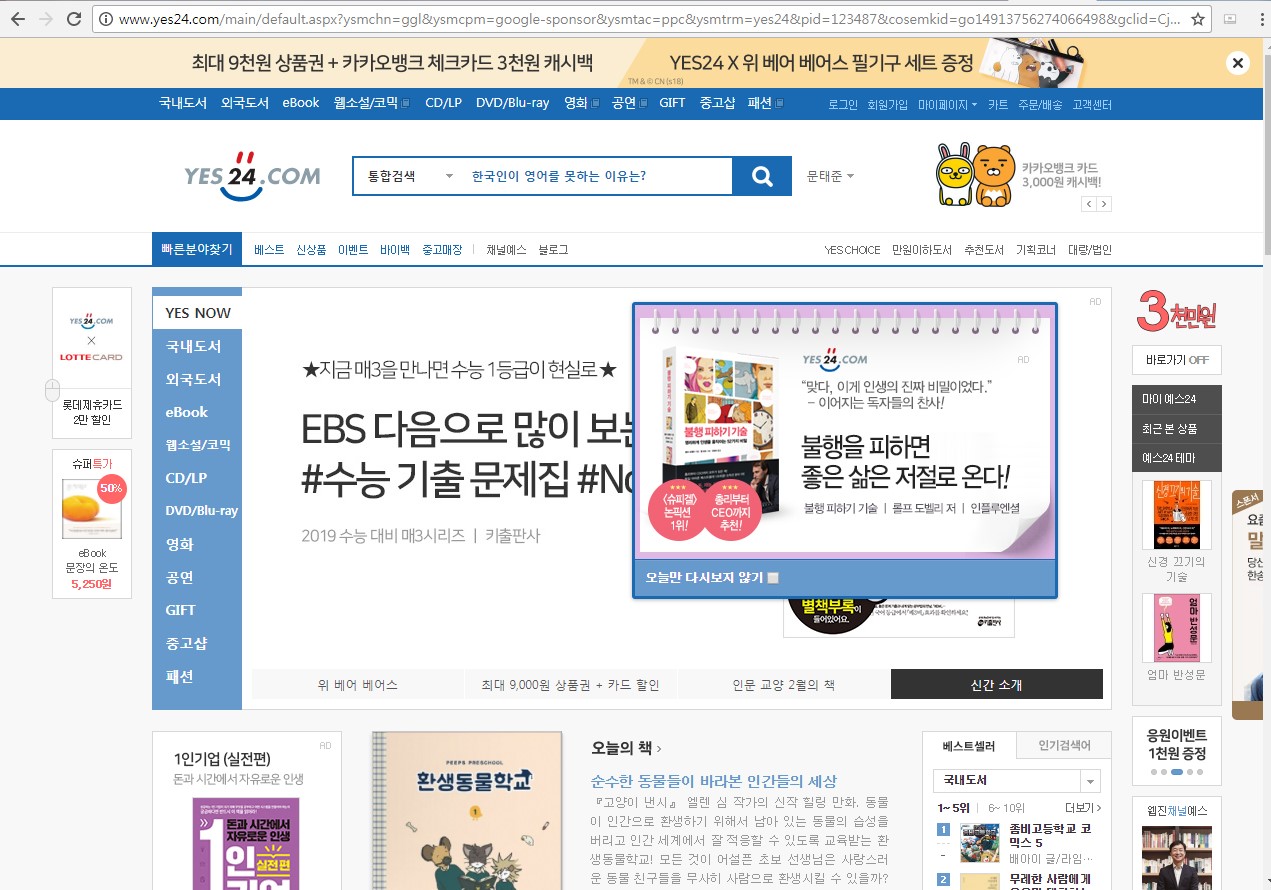 www.yes24.com/main/default.aspx?ysmchn=ggl&ysmcpm=google-sponsor&ysmtac=ppc&ysmtrm=yes24&pid=123487&cosemkid=go14913756274066498&gclid=Cj...
최대 9천원 상품권 + 카카오뱅크 체크카드 3천원 캐시백
YES24 X 위 베어 베어스 필기구 세트 증정
TM & © CN (s18)
국내도서 외국도서 eBook 웹소설/코믹 CD/LP DVD/Blu-ray 영화 공연 GIFT 중고샵 패션
로그인 회원가입 마이페이지 카트 주문/배송 고객센터
YES24.COM
통합검색 한국인이 영어를 못하는 이유는?
문태준
카카오뱅크 카드
3,000원 캐시백!
빠른분야찾기 베스트 신상품 이벤트 바이백 중고매장 채널예스 블로그
YES CHOICE 만원이하도서 추천도서 기획코너 대량/법인
YES24.COM
X
LOTTE CARD
롯데제휴카드
2만 할인
슈퍼특가
50%
eBook
문장의 온도
5,250원
YES NOW
국내도서
외국도서
eBook
웹소설/코믹
CD/LP
DVD/Blu-ray
영화
공연
GIFT
중고샵
패션
AD
★지금 매3을 만나면 수능 1등급이 현실로★
EBS 다음으로 많이 보는
#수능 기출 문제집 #No
2019 수능 대비 매3시리즈 | 키출판사
YES24.COM
AD
“맞다, 이게 인생의 진짜 비밀이었다.”
– 이어지는 독자들의 찬사!
불행을 피하면
좋은 삶은 저절로 온다!
불행 피하기 기술 | 롤프 도벨리 저 | 인플루엔셜
불행 피하기 기술
〈슈피겔〉
논픽션
1위!
총리부터
CEO까지
추천!
오늘만 다시보지 않기
별책부록이
들어있어요.
키출판사
위 베어 베어스
최대 9,000원 상품권 + 카드 할인
인문 교양 2월의 책
신간 소개
3천만원
바로가기 OFF
마이 예스24
최근 본 상품
예스24 테마
신경 끄기의
기술
엄마 반성문
엄마 반성문
응원이벤트
1천원 증정
웹진채널예스
AD
1인기업 (실전편)
돈과 시간에서 자유로운 인생
돈과 시간에서
자유로운 인생
1인
실전편
PEEPS PRESCHOOL
환생동물학교
1
오늘의 책 ›
순수한 동물들이 바라본 인간들의 세상
『고양이 낸시』 엘렌 심 작가의 신작 힐링 만화. 동물
이 인간으로 환생하기 위해서 남아 있는 동물의 습성을
버리고 인간 세계에서 잘 적응할 수 있도록 교육받는 환
생동물학교! 모든 것이 어설픈 초보 선생님은 사랑스러
운 동물 친구들을 무사히 사람으로 환생시킬 수 있을까?
베스트셀러 인기검색어
국내도서
1~5위 | 6~10위 더보기 ›
1
좀비고등학교 코
믹스 5
배아이 글/라임…
2
무례한 사람에게